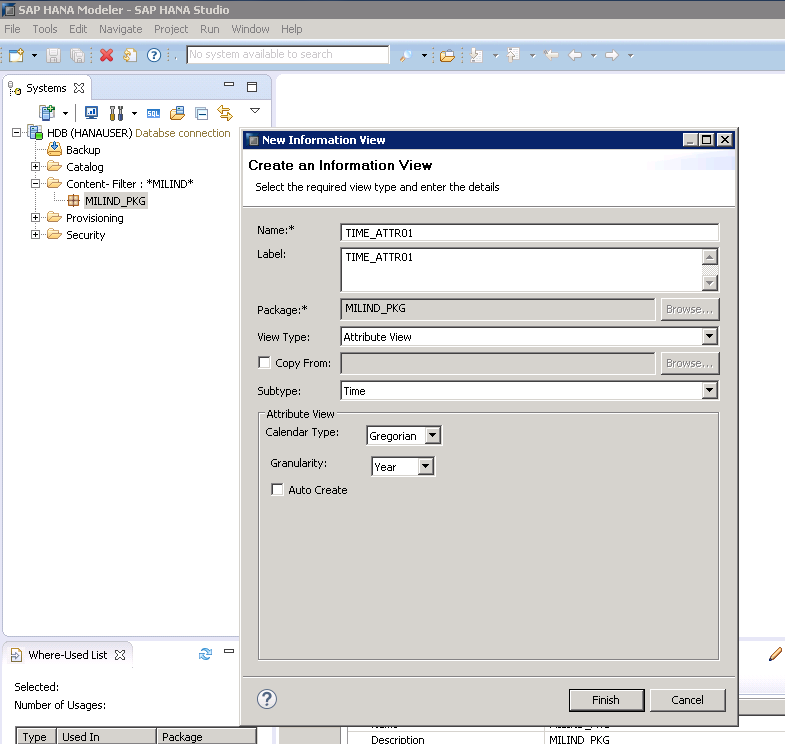 SAP HANA Modeler - SAP HANA Studio
File Tools Edit Navigate Project Run Window Help
No system available to search
Systems
SQL
HDB (HANAUSER) Databse connection
Backup
Catalog
Content- Filter : *MILIND*
MILIND_PKG
Provisioning
Security
New Information View
Create an Information View
Select the required view type and enter the details
Name:* TIME_ATTR01
Label: TIME_ATTR01
Package:* MILIND_PKG Browse...
View Type: Attribute View
Copy From: Browse...
Subtype: Time
Attribute View
Calendar Type: Gregorian
Granularity: Year
Auto Create
Finish Cancel
Where-Used List
Selected:
Number of Usages:
Type Used In Package
Description MILIND_PKG